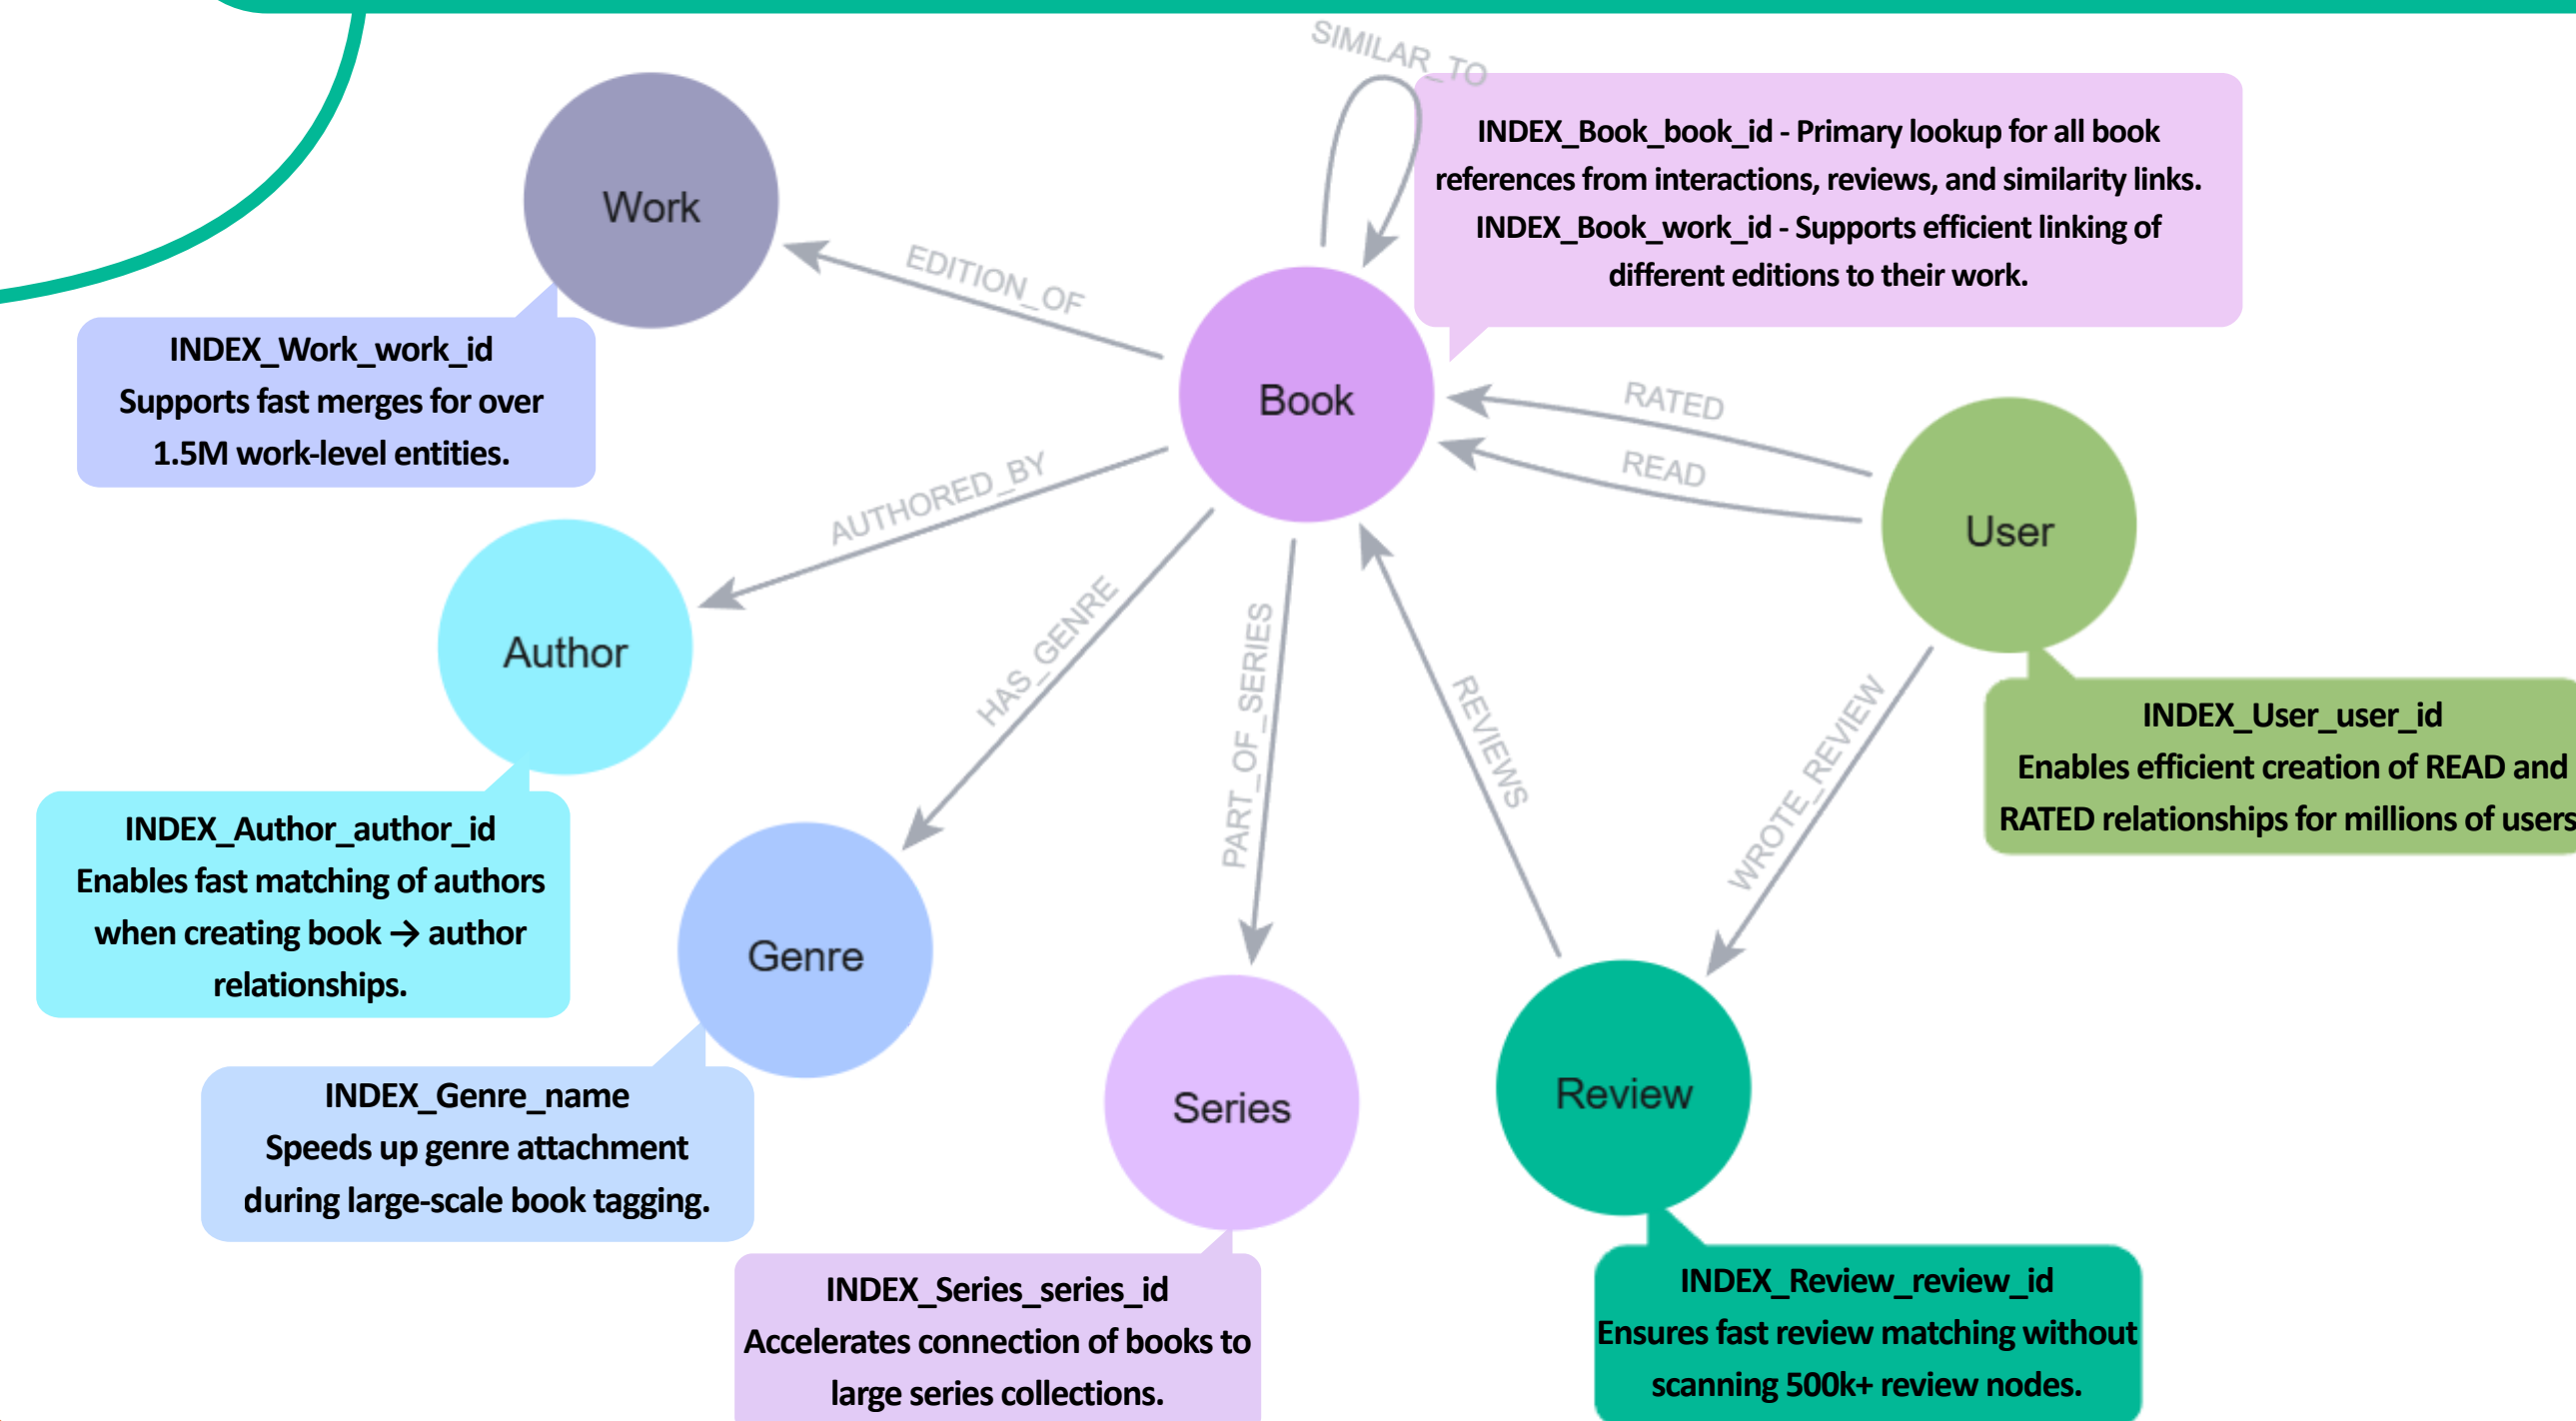 SIMILAR_TO
Work
INDEX_Book_book_id - Primary lookup for all book
references from interactions, reviews, and similarity links.
INDEX_Book_work_id - Supports efficient linking of
different editions to their work.
EDITION_OF
INDEX_Work_work_id
Supports fast merges for over
1.5M work-level entities.
Book
RATED
READ
User
AUTHORED_BY
Author
HAS_GENRE
PART_OF_SERIES
REVIEWS
WROTE_REVIEW
INDEX_User_user_id
Enables efficient creation of READ and
RATED relationships for millions of users
INDEX_Author_author_id
Enables fast matching of authors
when creating book → author
relationships.
Genre
INDEX_Genre_name
Speeds up genre attachment
during large-scale book tagging.
Series
Review
INDEX_Series_series_id
Accelerates connection of books to
large series collections.
INDEX_Review_review_id
Ensures fast review matching without
scanning 500k+ review nodes.